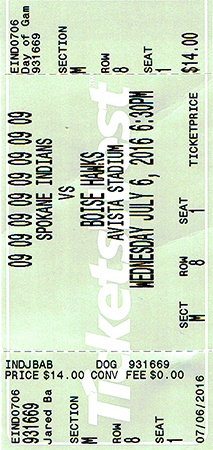 EIND0706
Day of Gam
931669
SECTION
M
ROW
8
SEAT
1
$14.00
09 09 09 09 09 09 09 09
SPOKANE INDIANS
VS
BOISE HAWKS
AVISTA STADIUM
WEDNESDAY JULY 6, 2016 6:30PM
TICKETPRICE
SECTION
M
ROW
8
SEAT
1
TicketsWest
INDJBAB DOG 931669
PRICE $14.00 CONV FEE $0.00
EIND0706
931669
Jared Ba
SECTION
M
ROW
8
SEAT
1
07/06/2016